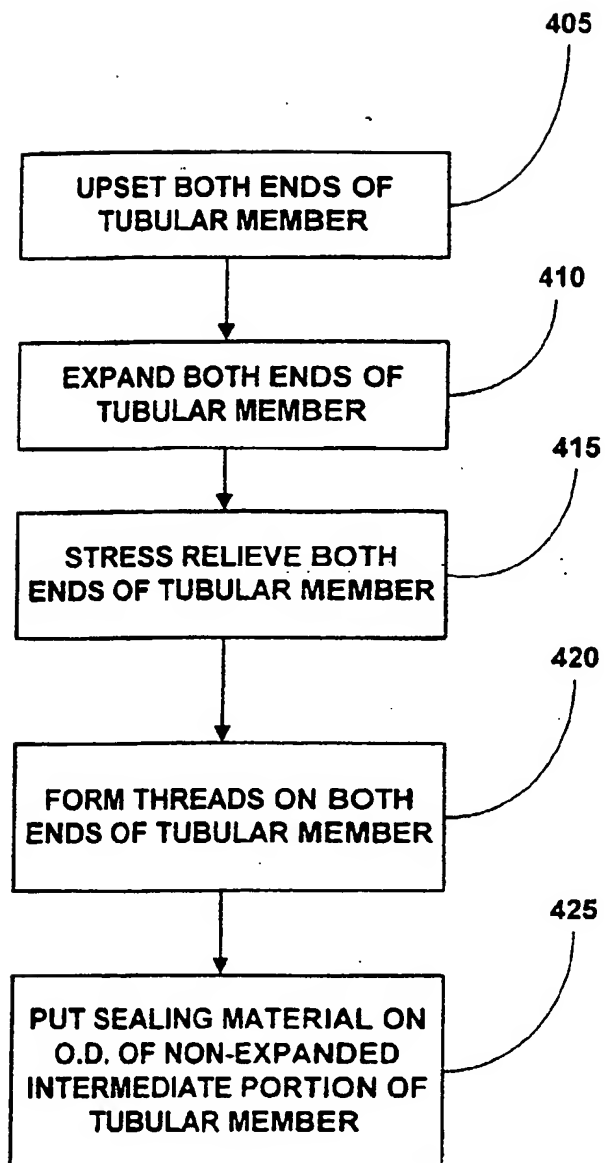 405
UPSET BOTH ENDS OF
TUBULAR MEMBER
410
EXPAND BOTH ENDS OF
TUBULAR MEMBER
415
STRESS RELIEVE BOTH
ENDS OF TUBULAR MEMBER
420
FORM THREADS ON BOTH
ENDS OF TUBULAR MEMBER
425
PUT SEALING MATERIAL ON
O.D. OF NON-EXPANDED
INTERMEDIATE PORTION OF
TUBULAR MEMBER